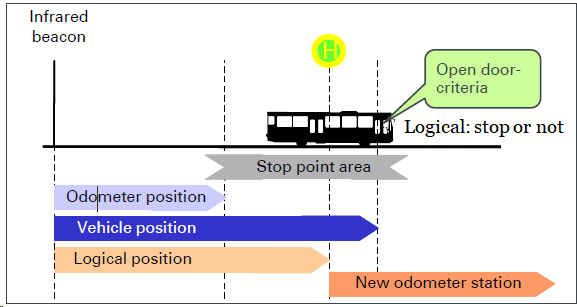 Infrared
beacon
H
Open door-
criteria
Logical: stop or not
Stop point area
Odometer position
Vehicle position
Logical position
New odometer station